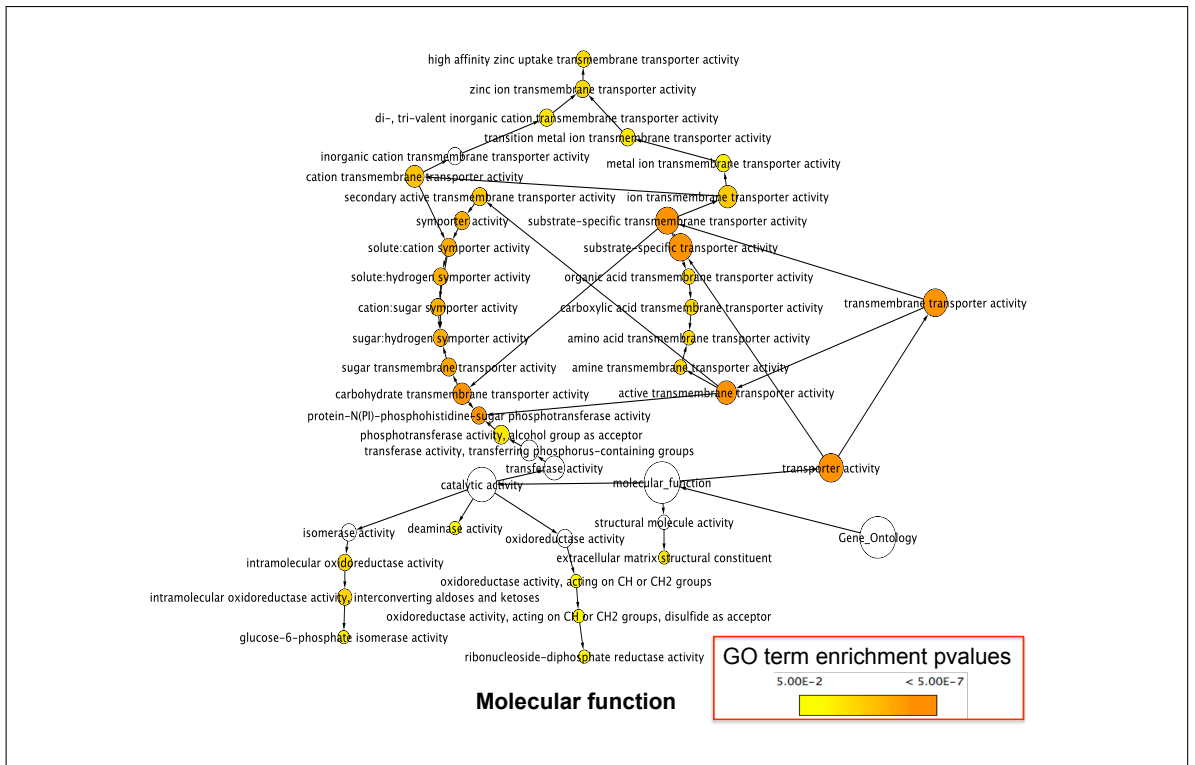 high affinity zinc uptake transmembrane transporter activity
zinc ion transmembrane transporter activity
di-, tri-valent inorganic cation transmembrane transporter activity
transition metal ion transmembrane transporter activity
inorganic cation transmembrane transporter activity
metal ion transmembrane transporter activity
cation transmembrane transporter activity
secondary active transmembrane transporter activity
ion transmembrane transporter activity
symporter activity
substrate-specific transmembrane transporter activity
solute:cation symporter activity
substrate-specific transporter activity
solute:hydrogen symporter activity
organic acid transmembrane transporter activity
transmembrane transporter activity
cation:sugar symporter activity
carboxylic acid transmembrane transporter activity
sugar:hydrogen symporter activity
amino acid transmembrane transporter activity
sugar transmembrane transporter activity
amine transmembrane transporter activity
carbohydrate transmembrane transporter activity
active transmembrane transporter activity
protein-N(PI)-phosphohistidine-sugar phosphotransferase activity
phosphotransferase activity, alcohol group as acceptor
transferase activity, transferring phosphorus-containing groups
transferase activity
transporter activity
catalytic activity
molecular_function
structural molecule activity
deaminase activity
isomerase activity
oxidoreductase activity
Gene_Ontology
extracellular matrix structural constituent
intramolecular oxidoreductase activity
oxidoreductase activity, acting on CH or CH2 groups
intramolecular oxidoreductase activity, interconverting aldoses and ketoses
oxidoreductase activity, acting on CH or CH2 groups, disulfide as acceptor
glucose-6-phosphate isomerase activity
ribonucleoside-diphosphate reductase activity
GO term enrichment pvalues
5.00E-2 < 5.00E-7
Molecular function